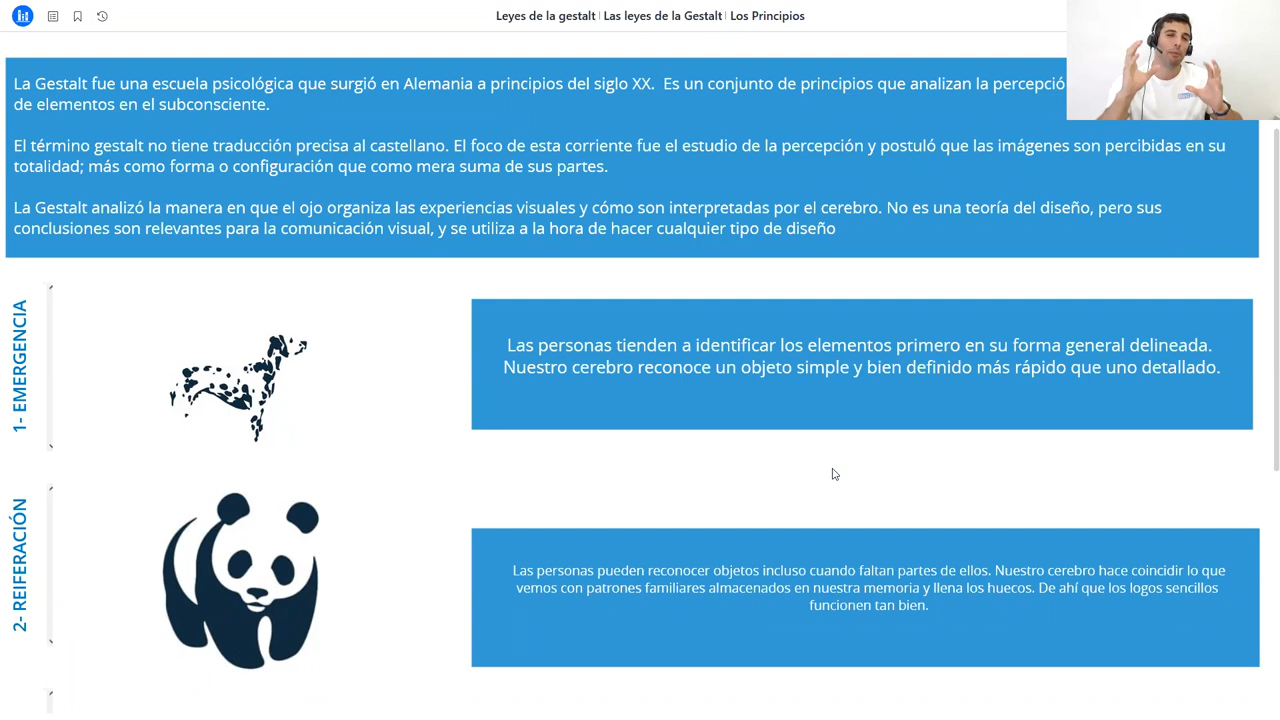 Leyes de la gestalt | Las leyes de la Gestalt | Los Principios
La Gestalt fue una escuela psicológica que surgió en Alemania a principios del siglo XX. Es un conjunto de principios que analizan la
de elementos en el subconsciente.
El término gestalt no tiene traducción precisa al castellano. El foco de esta corriente fue el estudio de la percepción y postuló que las imágenes son percibidas en su
totalidad; más como forma o configuración que como mera suma de sus partes.
La Gestalt analizó la manera en que el ojo organiza las experiencias visuales y cómo son interpretadas por el cerebro. No es una teoría del diseño, pero sus
conclusiones son relevantes para la comunicación visual, y se utiliza a la hora de hacer cualquier tipo de diseño
1- EMERGENCIA
Las personas tienden a identificar los elementos primero en su forma general delineada.
Nuestro cerebro reconoce un objeto simple y bien definido más rápido que uno detallado.
2- REIFERACIÓN
Las personas pueden reconocer objetos incluso cuando faltan partes de ellos. Nuestro cerebro hace coincidir lo que
vemos con patrones familiares almacenados en nuestra memoria y llena los huecos. De ahí que los logos sencillos
funcionen tan bien.